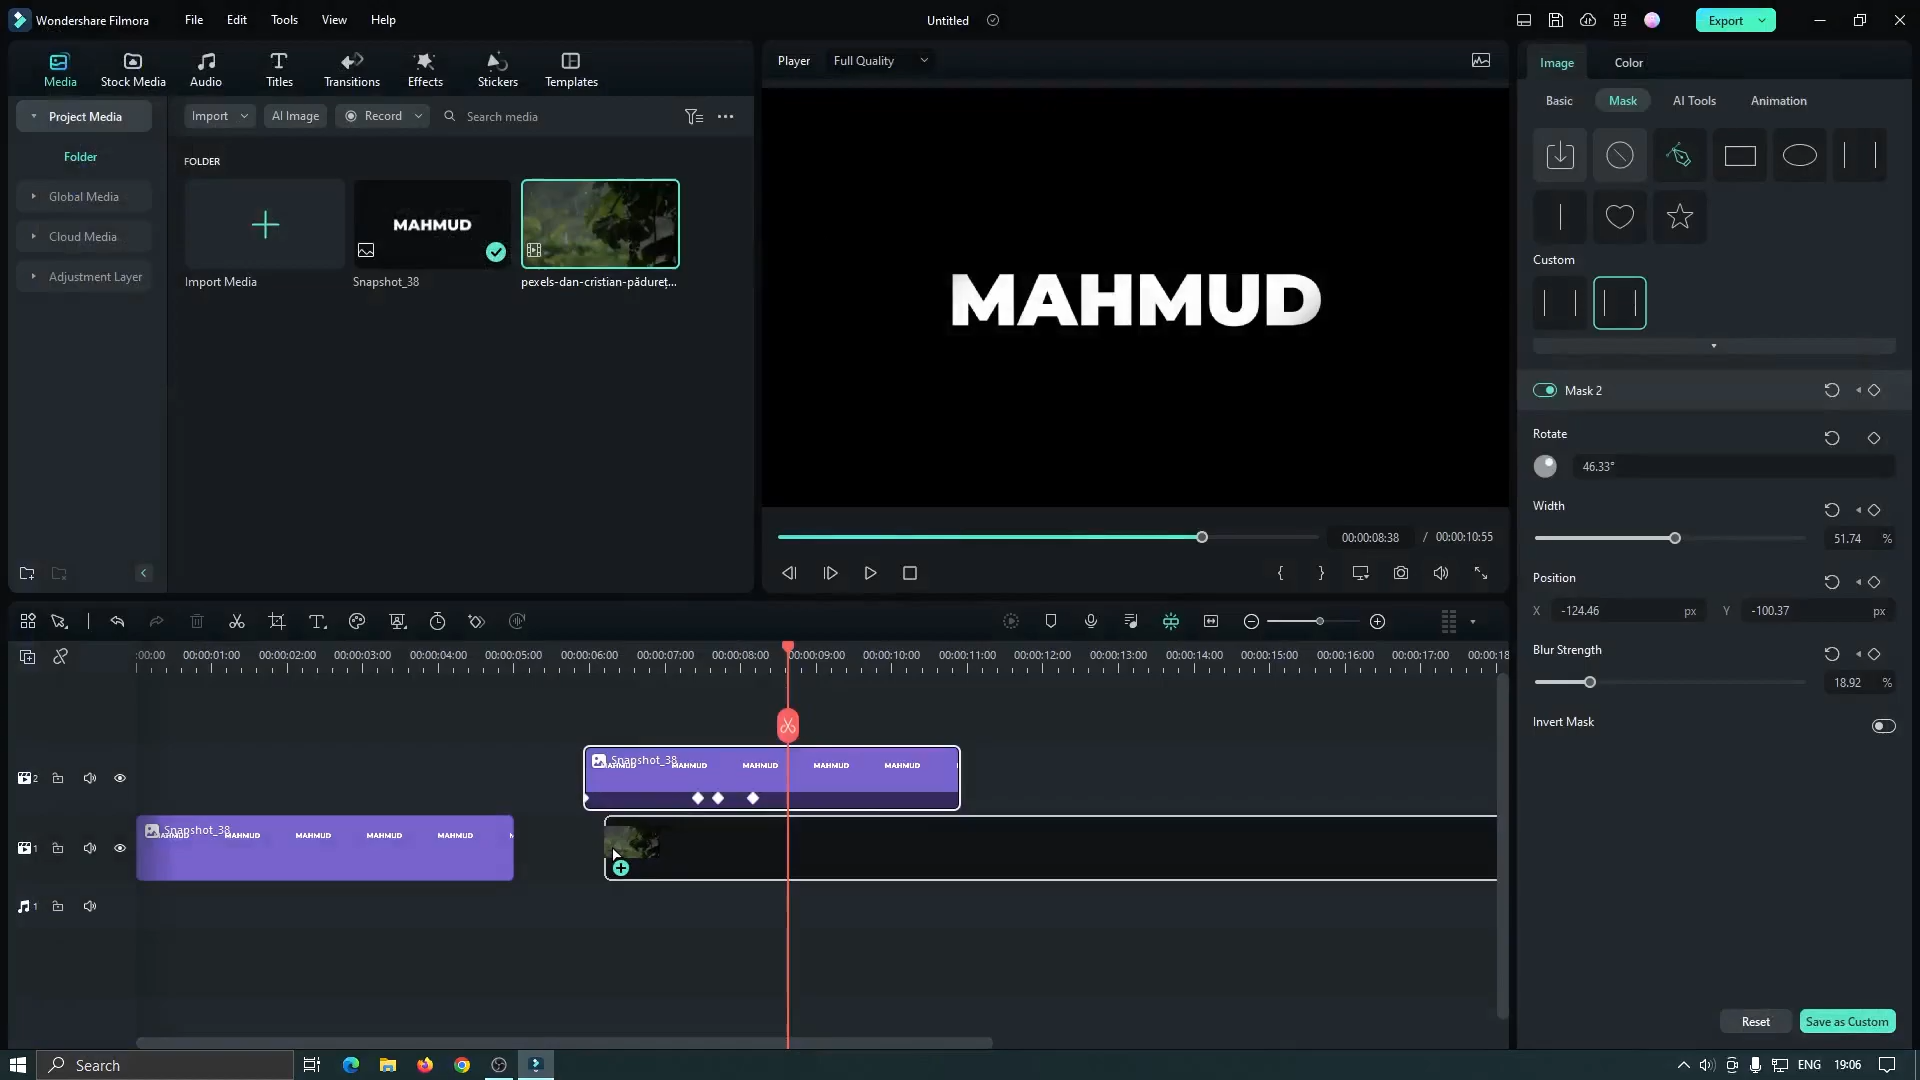 Wondershare Filmora
File
Edit
Tools
View
Help
Untitled
Export
Media
Stock Media
Audio
Titles
Transitions
Effects
Stickers
Templates
Player
Full Quality
Image
Color
Project Media
Import
AI Image
Record
Search media
Basic
Mask
AI Tools
Animation
Folder
FOLDER
Global Media
Cloud Media
Adjustment Layer
MAHMUD
Import Media
Snapshot_38
pexels-dan-cristian-pădureț...
MAHMUD
Custom
Mask 2
Rotate
46.33°
Width
51.74 %
Position
X -124.46 px Y -100.37 px
Blur Strength
18.92 %
Invert Mask
00:00:08:38 / 00:00:10:55
:00:00 00:00:01:00 00:00:02:00 00:00:03:00 00:00:04:00 00:00:05:00 00:00:06:00 00:00:07:00 00:00:08:00 00:00:09:00 00:00:10:00 00:00:11:00 00:00:12:00 00:00:13:00 00:00:14:00 00:00:15:00 00:00:16:00 00:00:17:00 00:00:18
Snapshot_38
MAHMUD MAHMUD MAHMUD MAHMUD MAHMUD
2
Snapshot_38
MAHMUD MAHMUD MAHMUD MAHMUD MAHMUD
1
1
Reset
Save as Custom
Search
ENG
19:06